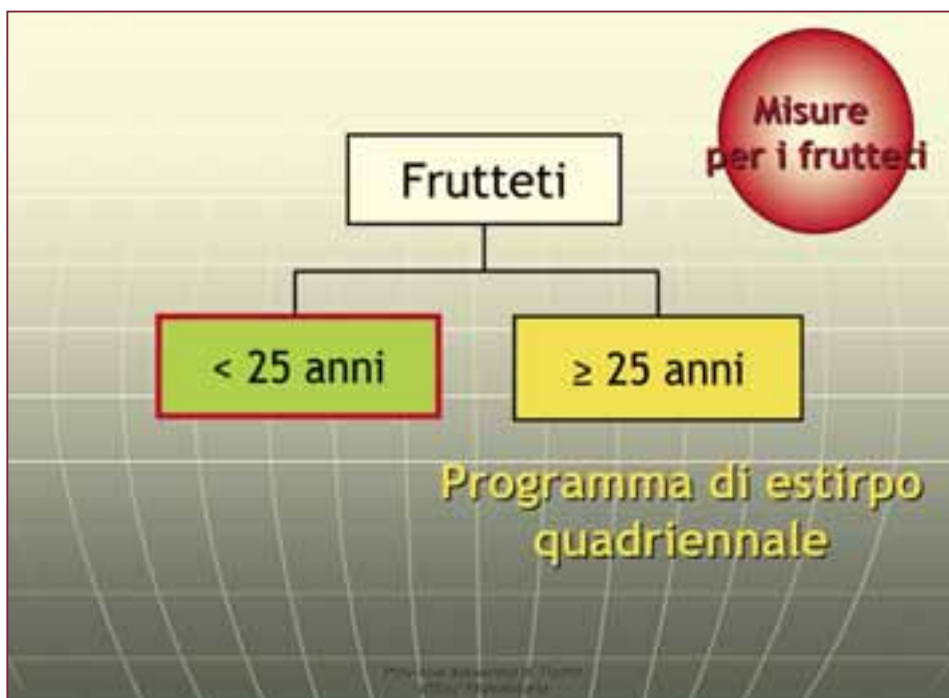 Misure
per i frutteti
Frutteti
< 25 anni
≥ 25 anni
Programma di estirpo
quadriennale